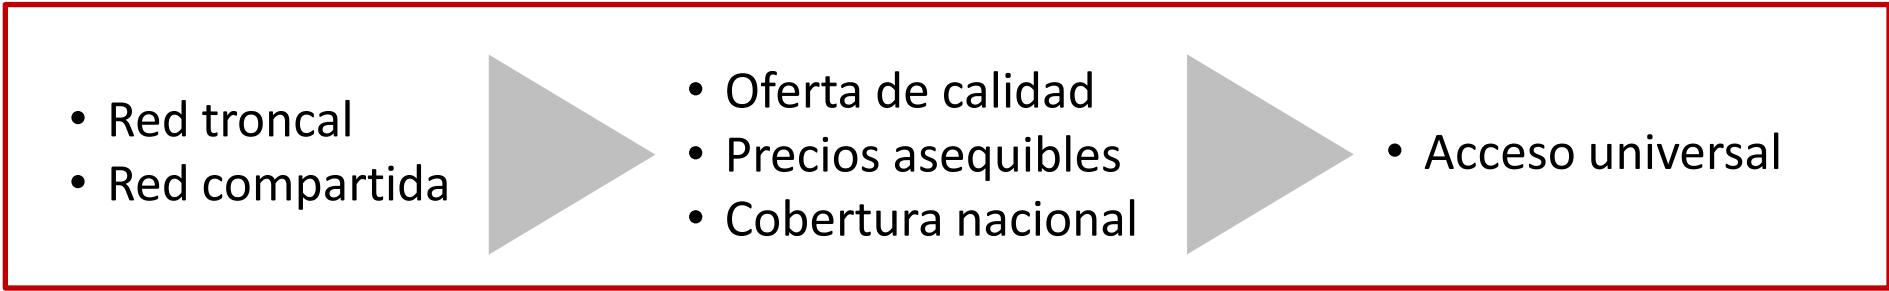 • Red troncal
• Red compartida
• Oferta de calidad
• Precios asequibles
• Cobertura nacional
• Acceso universal